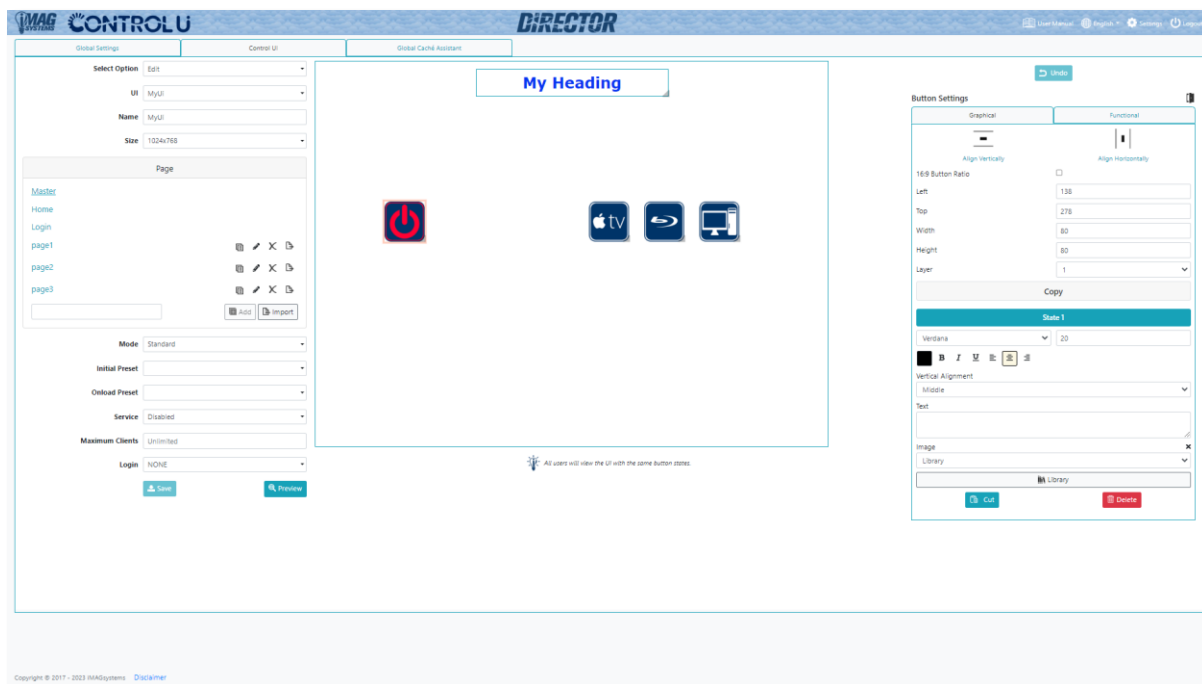 iMAG SYSTEMS CONTROLU DiRECTOR User Manual English Settings Logout
Global Settings Control UI Global Caché Assistant
Select Option Edit
UI MyUI
Name MyUI
Size 1024x768
Page
Master
Home
Login
page1
page2
page3
Add Import
Mode Standard
Initial Preset
Onload Preset
Service Disabled
Maximum Clients Unlimited
Login NONE
Save Preview
My Heading
tv
All users will view the UI with the same button states.
Undo
Button Settings
Graphical Functional
Align Vertically Align Horizontally
16:9 Button Ratio
Left 138
Top 278
Width 80
Height 80
Layer 1
Copy
State 1
Verdana 20
B I U
Vertical Alignment
Middle
Text
Image
Library
Library
Cut Delete
Copyright © 2017 - 2023 IMAGsystems Disclaimer